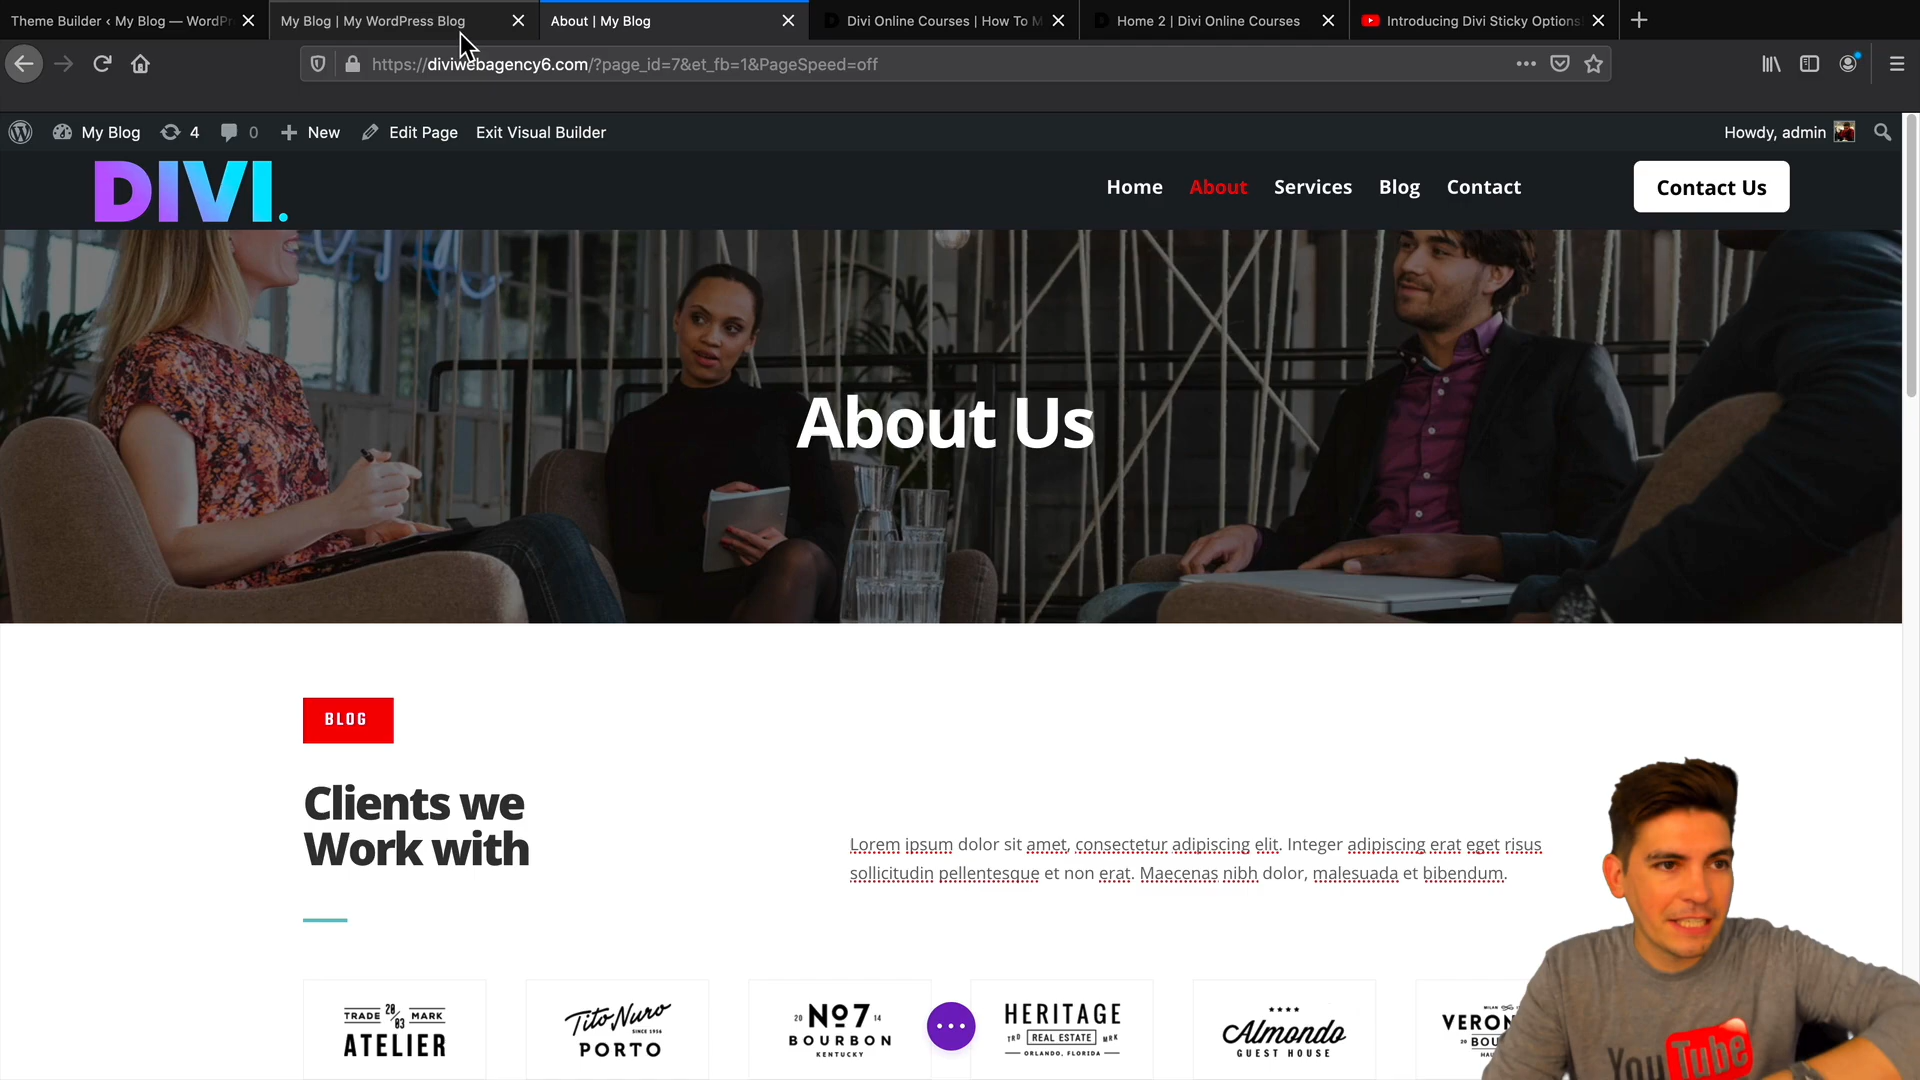 Theme Builder ‹ My Blog — WordPr
My Blog | My WordPress Blog
About | My Blog
Divi Online Courses | How To M
Home 2 | Divi Online Courses
Introducing Divi Sticky Options
https://diviwebagency6.com/?page_id=7&et_fb=1&PageSpeed=off
My Blog 4 0 New Edit Page Exit Visual Builder Howdy, admin
DIVI.
Home About Services Blog Contact
Contact Us
About Us
BLOG
Clients we
Work with
Lorem ipsum dolor sit amet, consectetur adipiscing elit. Integer adipiscing erat eget risus
sollicitudin pellentesque et non erat. Maecenas nibh dolor, malesuada et bibendum.
TRADE 20/03 MARK
ATELIER
Tito Nuro
SINCE 1956
PORTO
20 No7 14
BOURBON
KENTUCKY
HERITAGE
TRD REAL ESTATE MRK
ORLANDO, FLORIDA
Almondo
GUEST HOUSE
VERON
BOU
YouTube